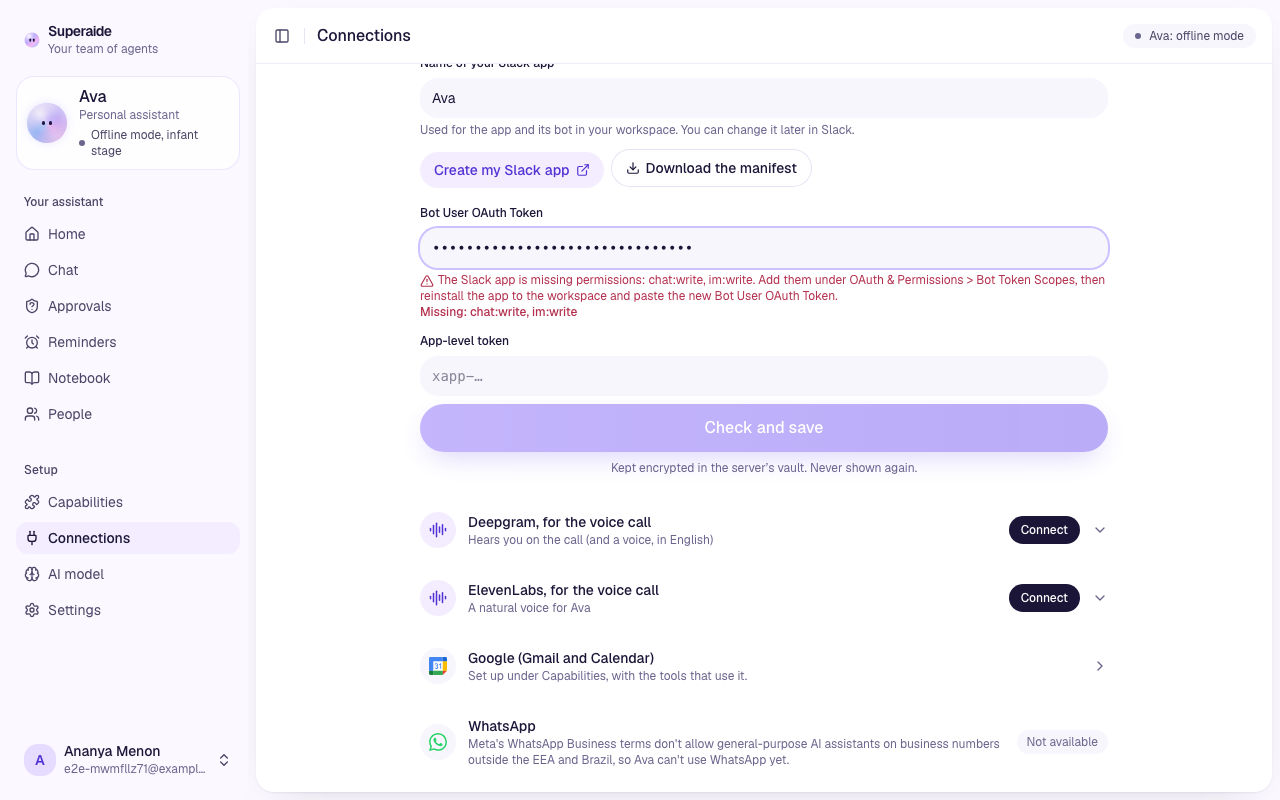 Superaide
Your team of agents
Ava
Personal assistant
Offline mode, infant
stage
Your assistant
Home
Chat
Approvals
Reminders
Notebook
People
Setup
Capabilities
Connections
AI model
Settings
A
Ananya Menon
e2e-mwmfllz71@exampl...
Connections
Ava: offline mode
Name of your Slack app
Ava
Used for the app and its bot in your workspace. You can change it later in Slack.
Create my Slack app
Download the manifest
Bot User OAuth Token
••••••••••••••••••••••••••••••
The Slack app is missing permissions: chat:write, im:write. Add them under OAuth & Permissions > Bot Token Scopes, then
reinstall the app to the workspace and paste the new Bot User OAuth Token.
Missing: chat:write, im:write
App-level token
xapp-…
Check and save
Kept encrypted in the server's vault. Never shown again.
Deepgram, for the voice call
Hears you on the call (and a voice, in English)
Connect
ElevenLabs, for the voice call
A natural voice for Ava
Connect
31
Google (Gmail and Calendar)
Set up under Capabilities, with the tools that use it.
WhatsApp
Meta's WhatsApp Business terms don't allow general-purpose AI assistants on business numbers
outside the EEA and Brazil, so Ava can't use WhatsApp yet.
Not available